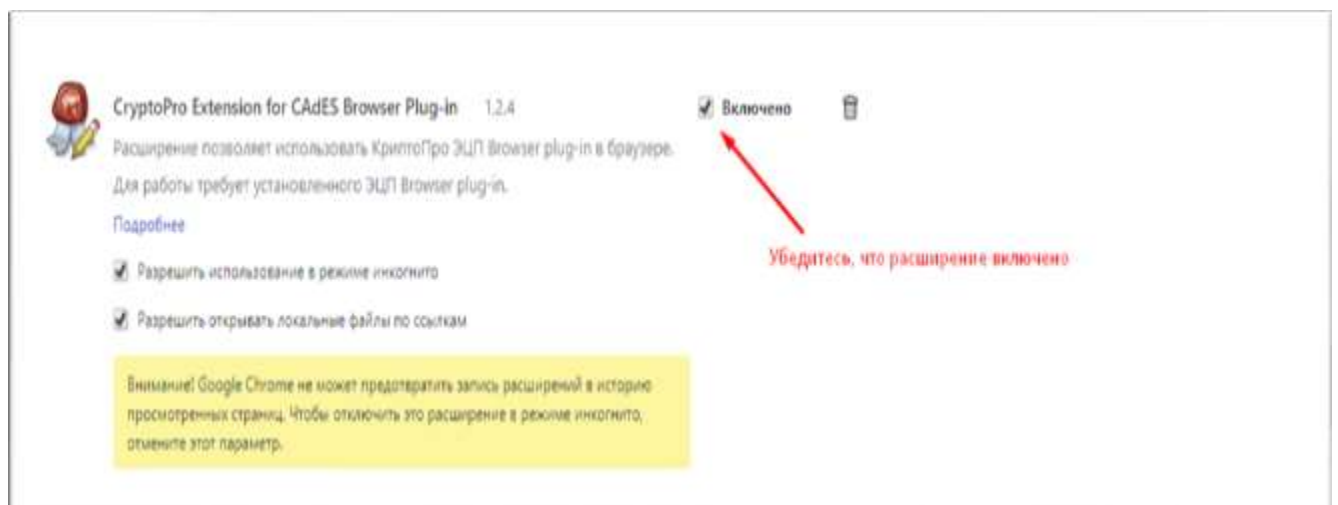 CryptoPro Extension for CAdES Browser Plug-in 1.2.4 Включено
Расширение позволяет использовать КриптоПро ЭЦП Browser plug-in в браузере.
Для работы требует установленного ЭЦП Browser plug-in.
Подробнее
Убедитесь, что расширение включено
Разрешить использование в режиме инкогнито
Разрешить открывать локальные файлы по ссылкам
Внимание! Google Chrome не может предотвратить запись расширений в историю
просмотренных страниц. Чтобы отключить это расширение в режиме инкогнито,
отмените этот параметр.